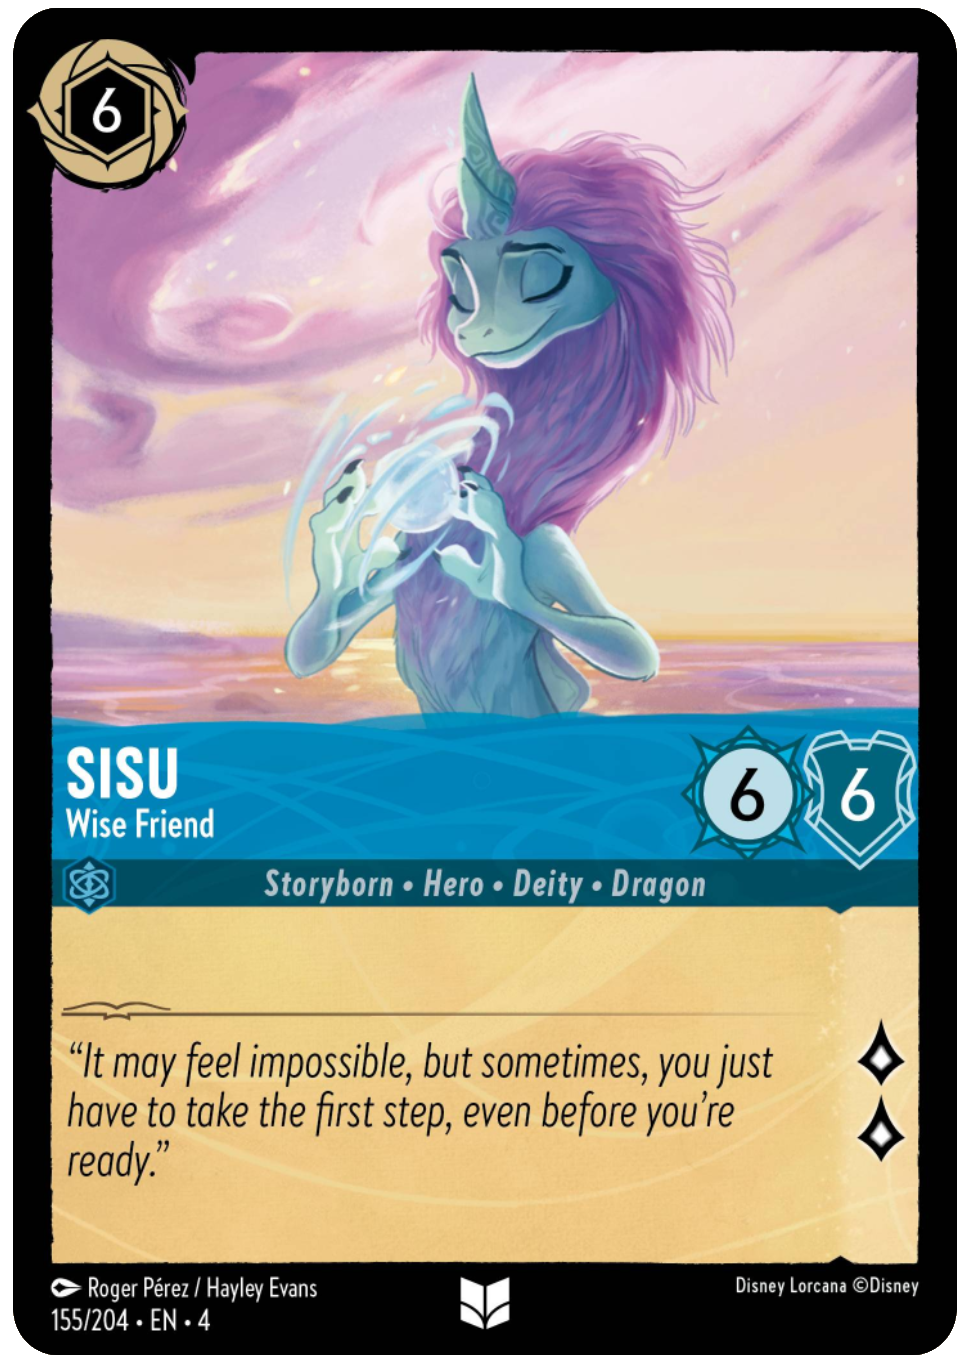 6
SISU
Wise Friend
6 6
Storyborn • Hero • Deity • Dragon
“It may feel impossible, but sometimes, you just
have to take the first step, even before you’re
ready.”
Roger Pérez / Hayley Evans
Disney Lorcana ©Disney
155/204 • EN • 4